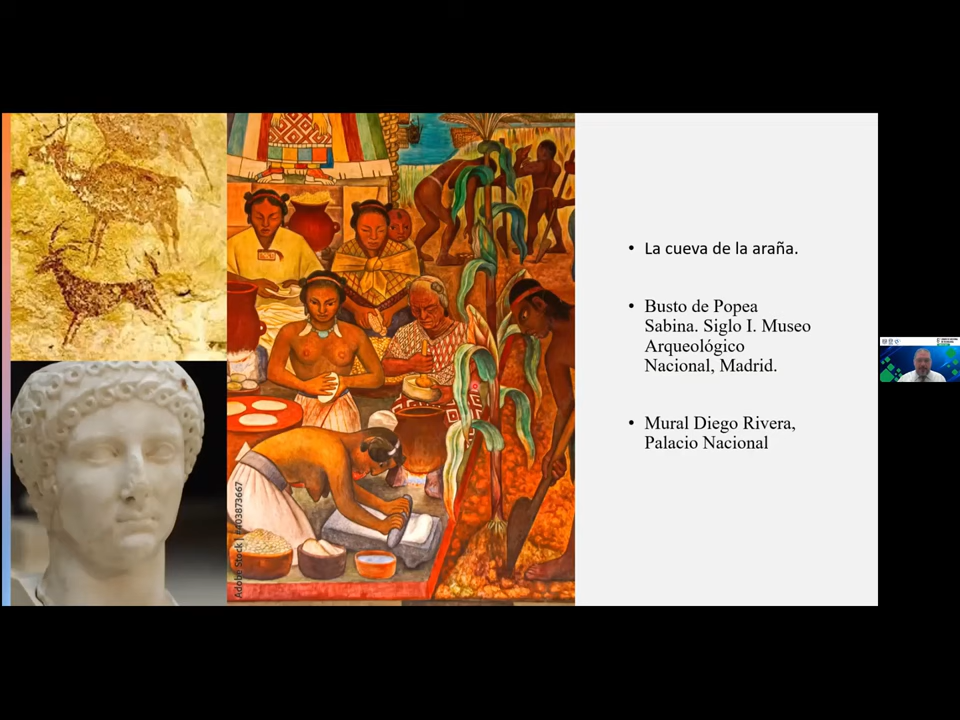 • La cueva de la araña.
• Busto de Popea
Sabina. Siglo I. Museo
Arqueológico
Nacional, Madrid.
• Mural Diego Rivera,
Palacio Nacional
Adobe Stock | #403873667